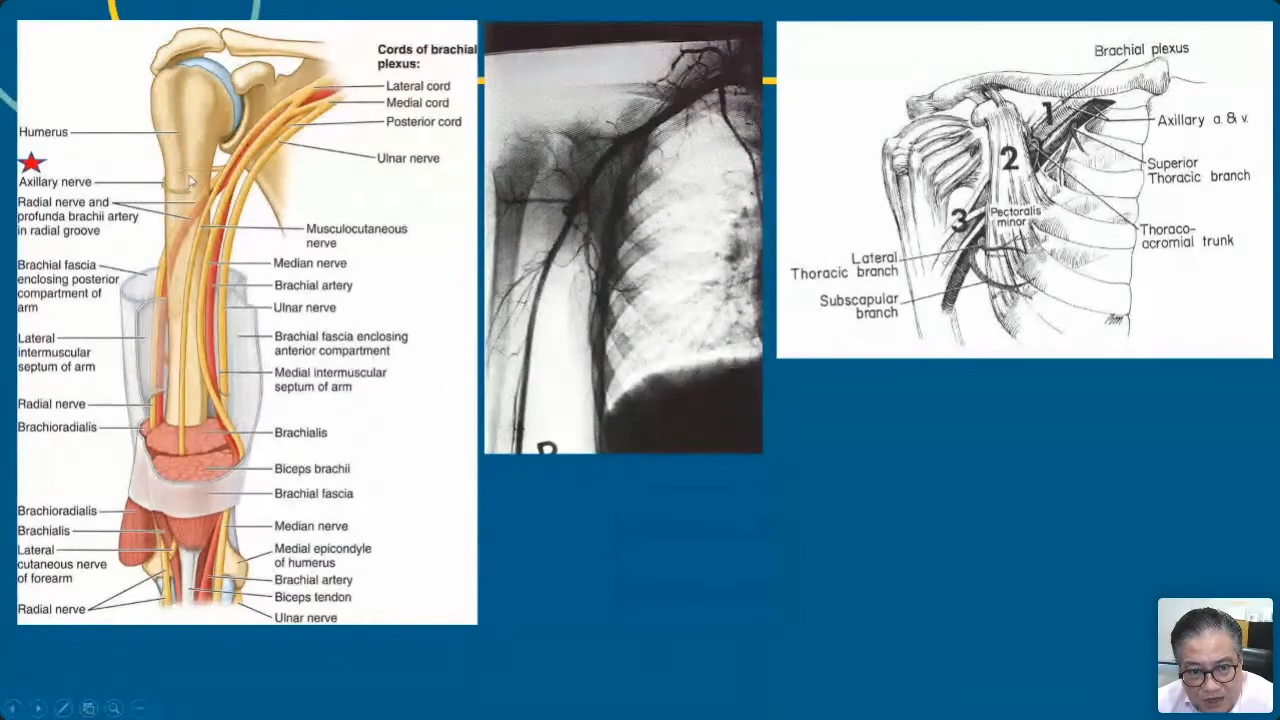 Cords of brachial
plexus:
Lateral cord
Medial cord
Posterior cord
Ulnar nerve
Humerus
Axillary nerve
Radial nerve and
profunda brachii artery
in radial groove
Musculocutaneous
nerve
Median nerve
Brachial artery
Ulnar nerve
Brachial fascia
enclosing posterior
compartment of
arm
Brachial fascia enclosing
anterior compartment
Lateral
intermuscular
septum of arm
Medial intermuscular
septum of arm
Radial nerve
Brachioradialis
Brachialis
Biceps brachii
Brachial fascia
Brachioradialis
Brachialis
Lateral
cutaneous nerve
of forearm
Radial nerve
Median nerve
Medial epicondyle
of humerus
Brachial artery
Biceps tendon
Ulnar nerve
Brachial plexus
1
Axillary a. & v.
2
Superior
Thoracic branch
3
Pectoralis
minor
Thoraco-
acromial trunk
Lateral
Thoracic branch
Subscapular
branch